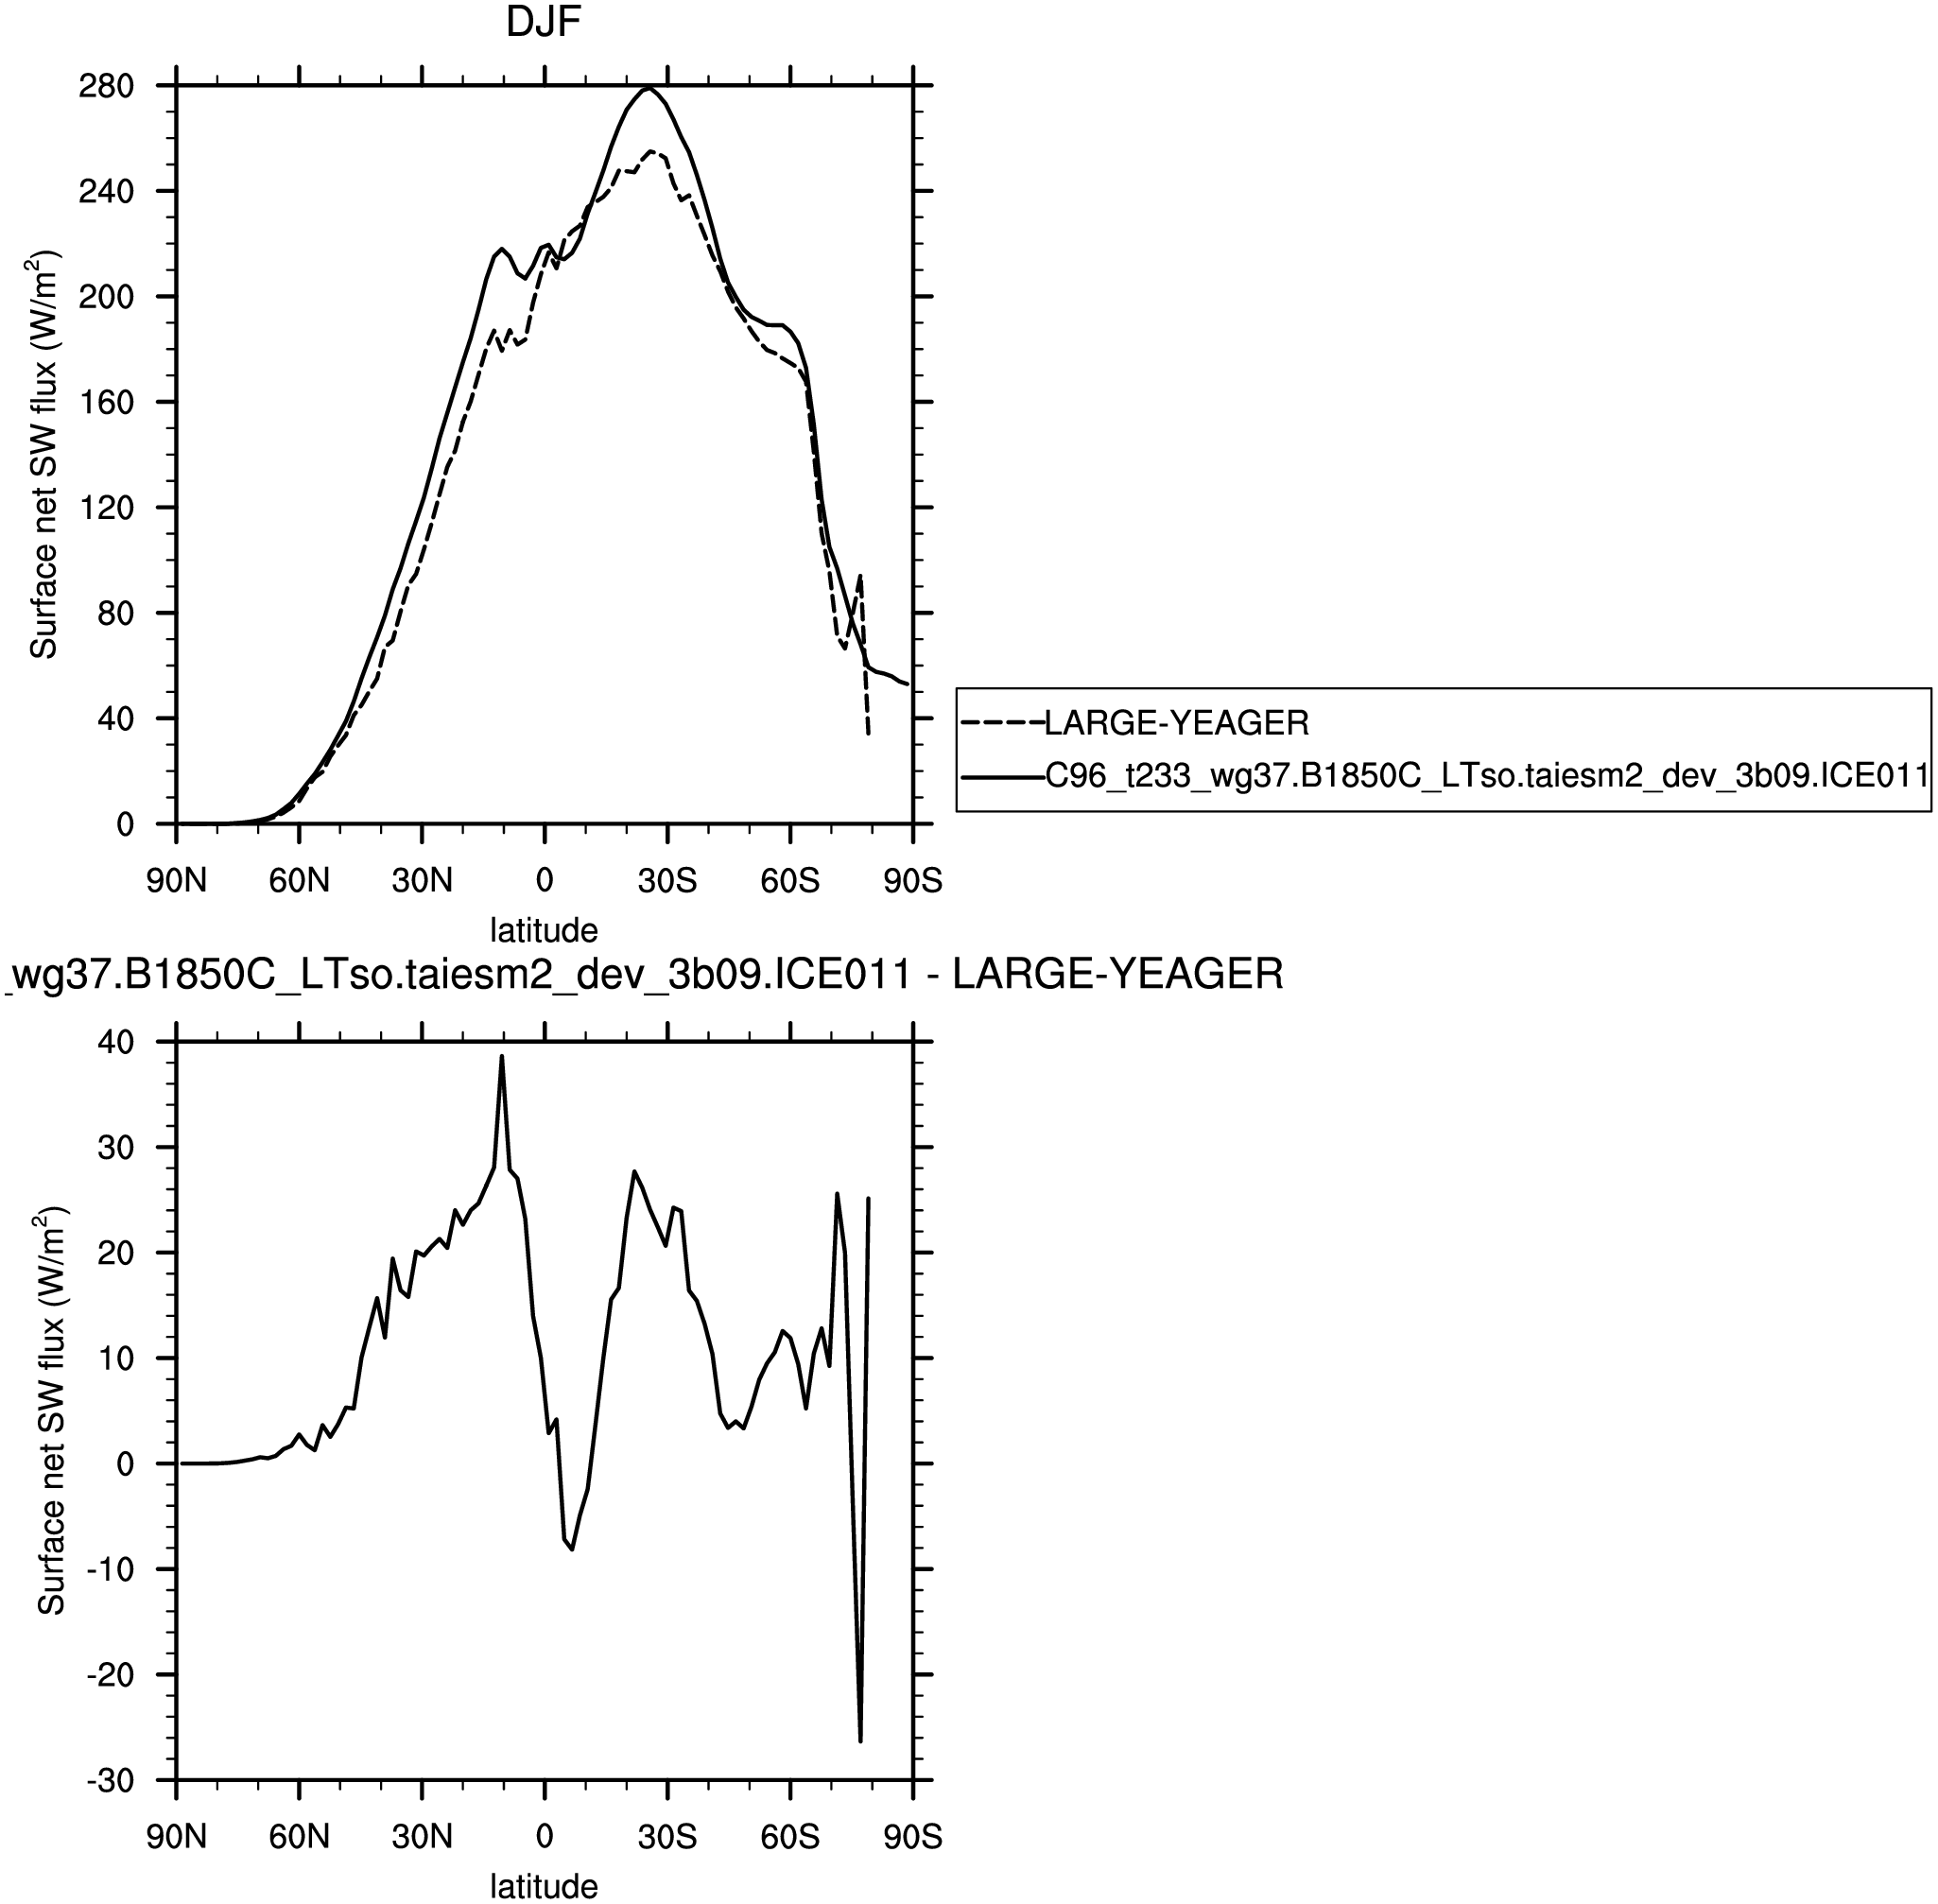 DJF
Surface net SW flux (W/m²)
280
240
200
160
120
80
40
0
90N 60N 30N 0 30S 60S 90S
latitude
LARGE-YEAGER
C96_t233_wg37.B1850C_LTso.taiesm2_dev_3b09.ICE011
_wg37.B1850C_LTso.taiesm2_dev_3b09.ICE011 - LARGE-YEAGER
Surface net SW flux (W/m²)
40
30
20
10
0
-10
-20
-30
90N 60N 30N 0 30S 60S 90S
latitude